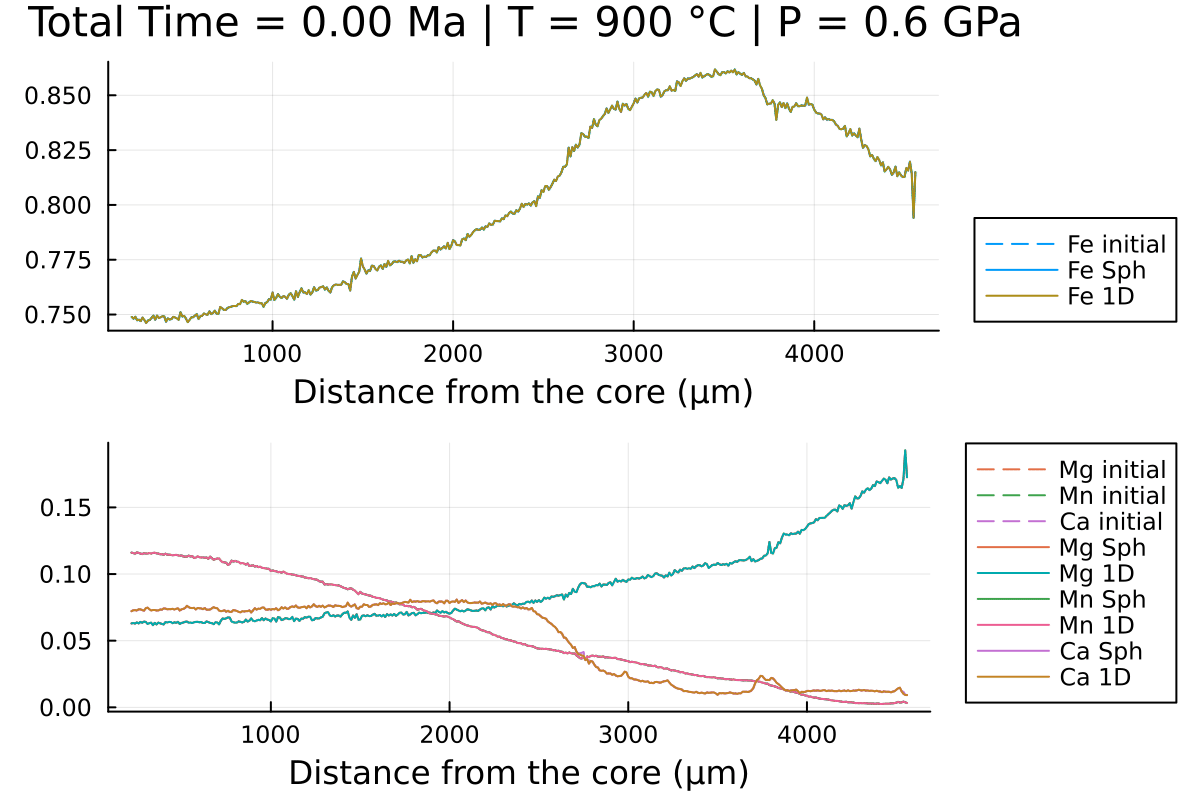 Total Time = 0.00 Ma | T = 900 °C | P = 0.6 GPa
0.850
0.825
0.800
0.775
0.750
1000 2000 3000 4000
Distance from the core (µm)
Fe initial
Fe Sph
Fe 1D
0.15
0.10
0.05
0.00
1000 2000 3000 4000
Distance from the core (µm)
Mg initial
Mn initial
Ca initial
Mg Sph
Mg 1D
Mn Sph
Mn 1D
Ca Sph
Ca 1D